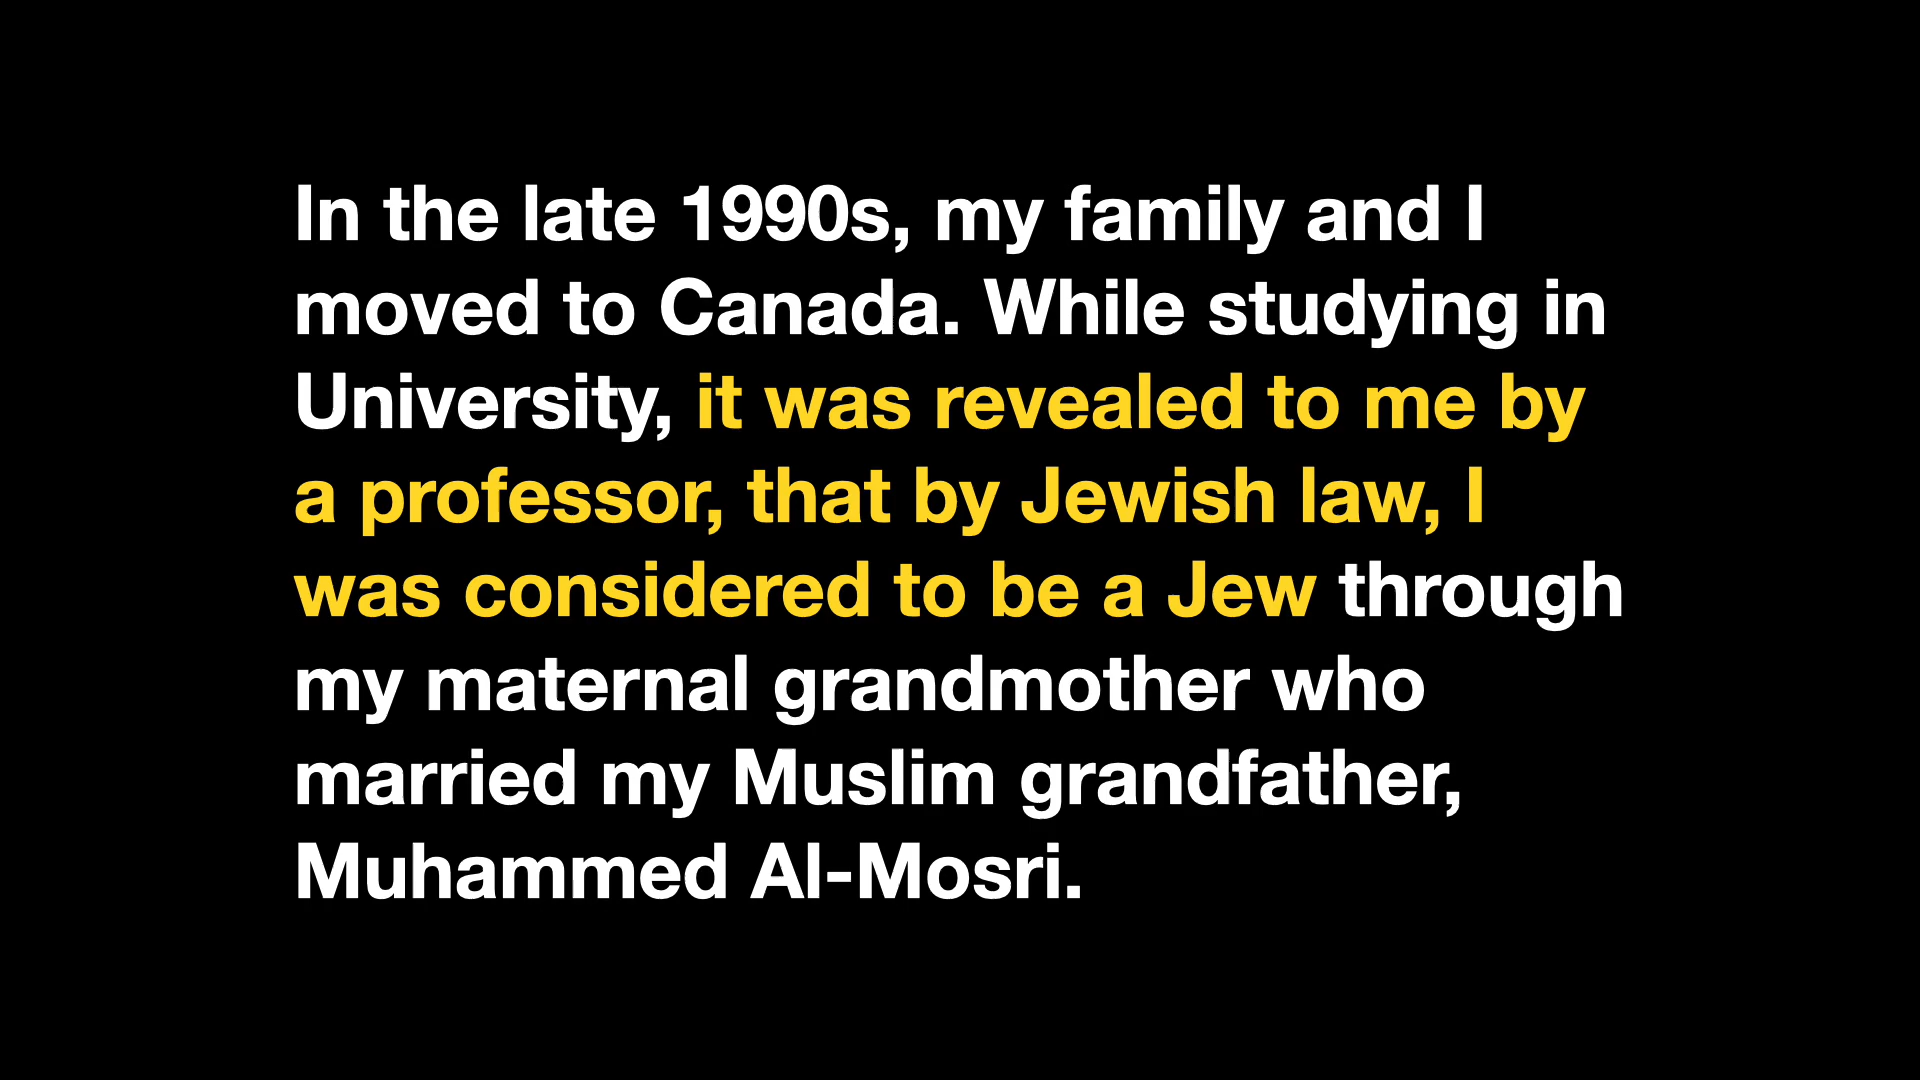 In the late 1990s, my family and I
moved to Canada. While studying in
University, it was revealed to me by
a professor, that by Jewish law, I
was considered to be a Jew through
my maternal grandmother who
married my Muslim grandfather,
Muhammed Al-Mosri.